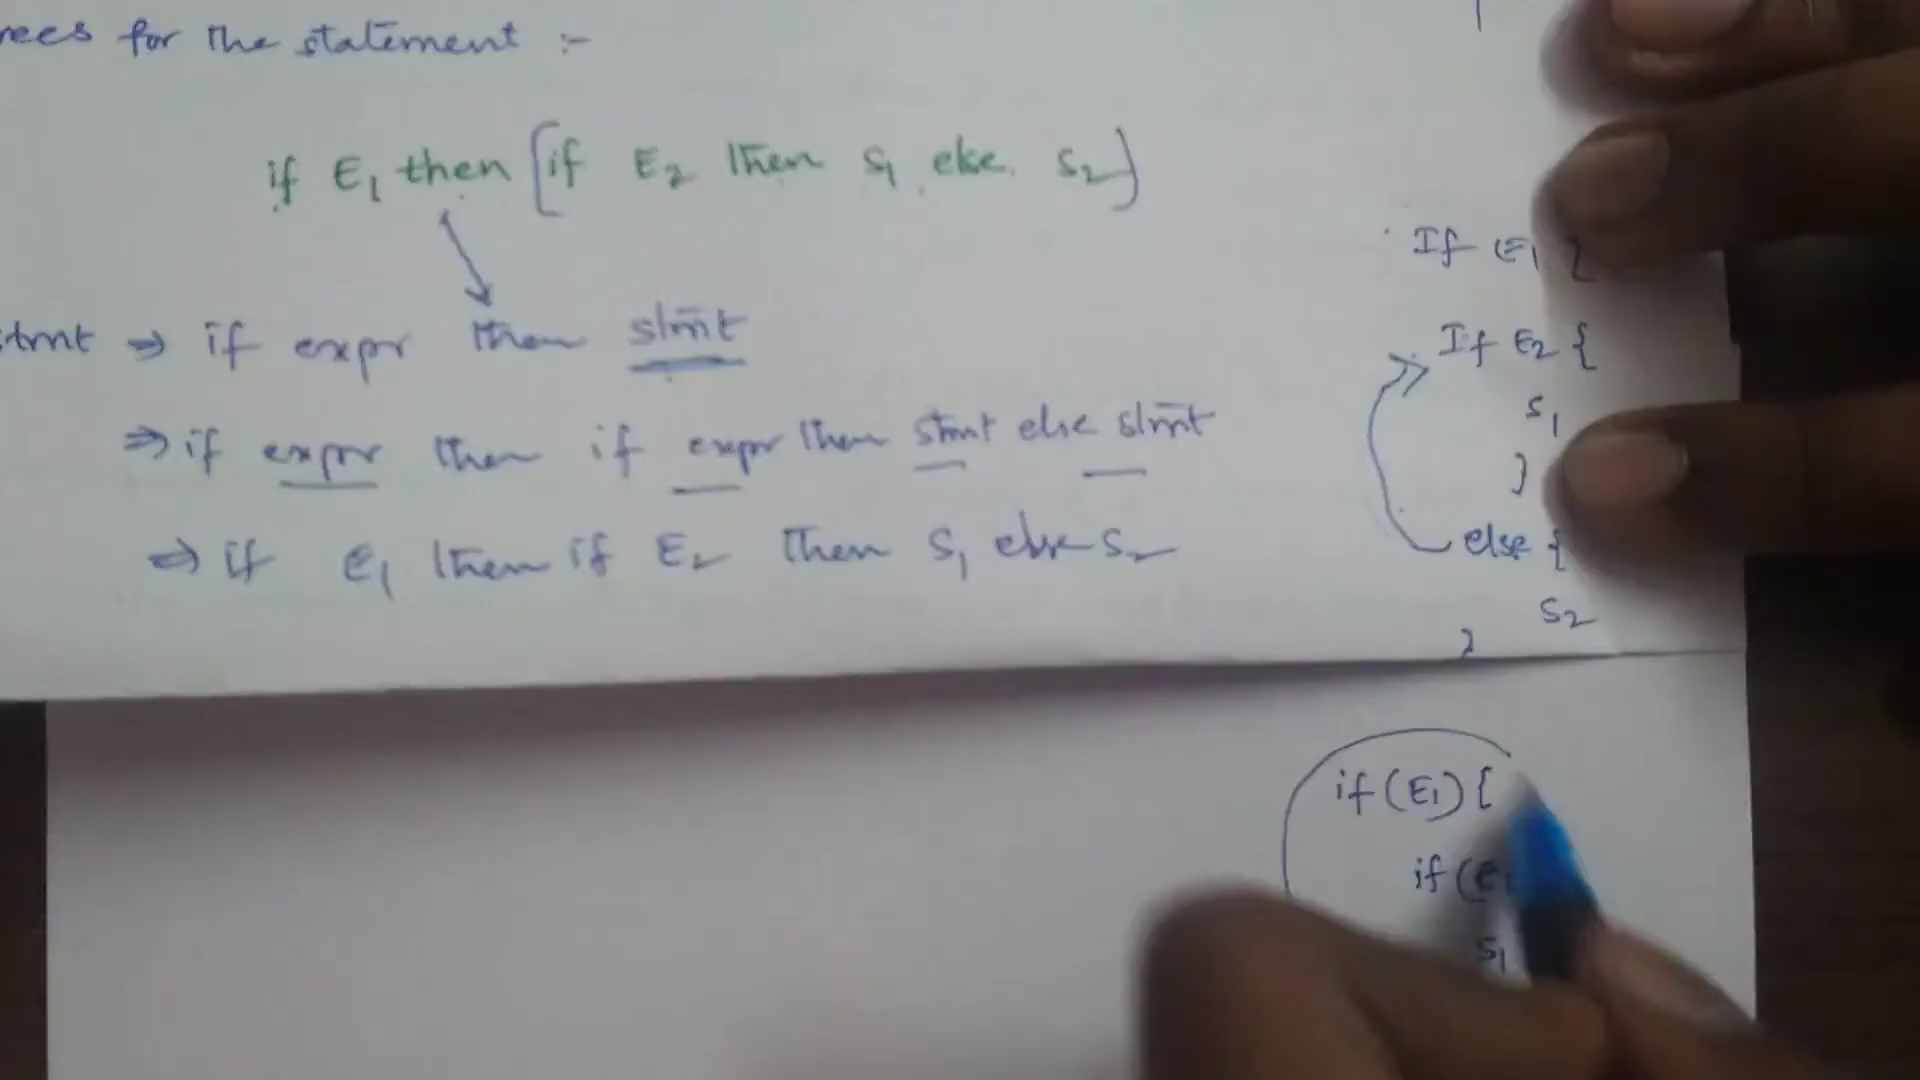 for the statement :-
if E1 then [if E2 then S1 else S2]
stmt ⇒ if expr then stmt
⇒ if expr then if expr then stmt else stmt
⇒ if E1 then if E2 then S1 else S2
If E1 {
If E2 {
S1
}
else {
S2
}
if (E1) {
if (E
S1